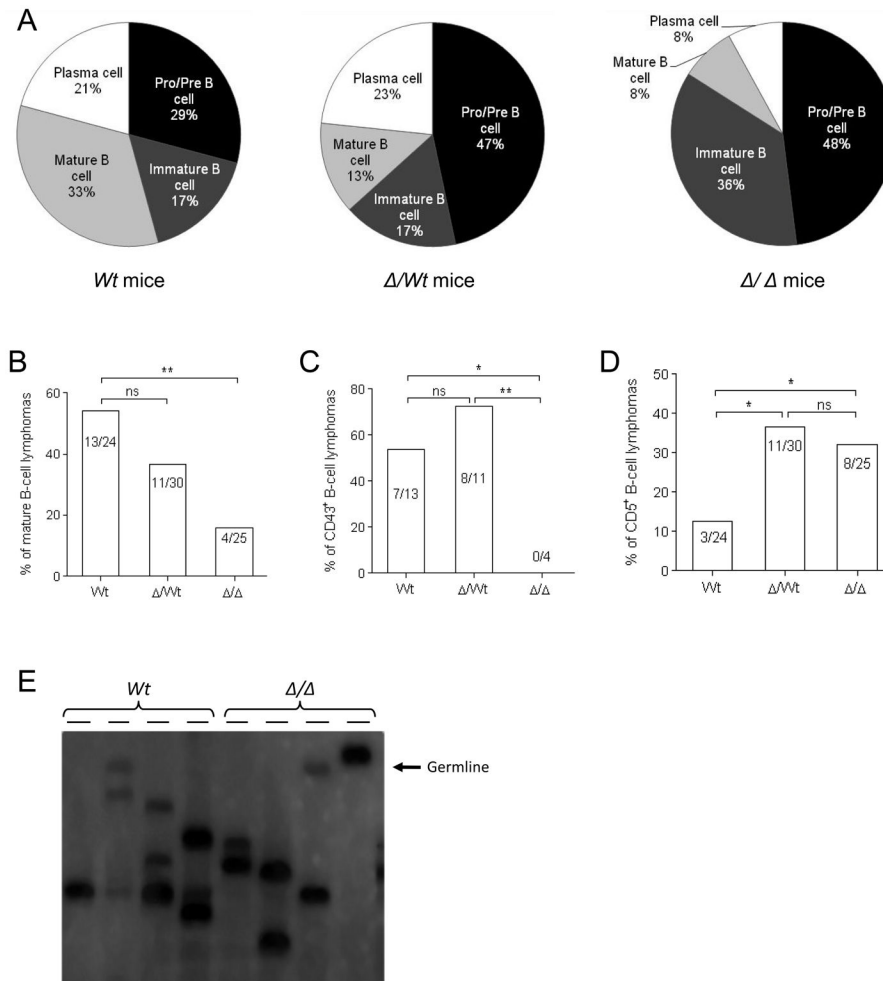 A
Plasma cell
21%
Pro/Pre B
cell
29%
Mature B
cell
33%
Immature B
cell
17%
Wt mice
Plasma cell
23%
Pro/Pre B
cell
47%
Mature B
cell
13%
Immature B
cell
17%
Δ/Wt mice
Plasma cell
8%
Mature B
cell
8%
Pro/Pre B
cell
48%
Immature B
cell
36%
Δ/ Δ mice
B
% of mature B-cell lymphomas
60
40
20
0
**
ns
13/24
11/30
4/25
Wt
Δ/Wt
Δ/Δ
C
% of CD43+ B-cell lymphomas
80
60
40
20
0
*
ns
**
7/13
8/11
0/4
Wt
Δ/Wt
Δ/Δ
D
% of CD5+ B-cell lymphomas
50
40
30
20
10
0
*
*
ns
3/24
11/30
8/25
Wt
Δ/Wt
Δ/Δ
E
Wt
Δ/Δ
Germline